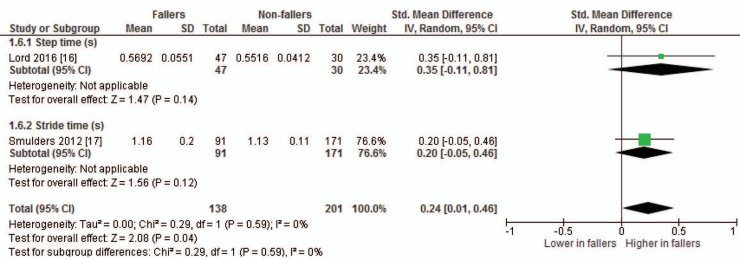 Fallers Non-fallers Std. Mean Difference Std. Mean Difference
Study or Subgroup Mean SD Total Mean SD Total Weight IV, Random, 95% CI IV, Random, 95% CI
1.6.1 Step time (s)
Lord 2016 [16] 0.5692 0.0551 47 0.5516 0.0412 30 23.4% 0.35 [-0.11, 0.81]
Subtotal (95% CI) 47 30 23.4% 0.35 [-0.11, 0.81]
Heterogeneity: Not applicable
Test for overall effect: Z = 1.47 (P = 0.14)
1.6.2 Stride time (s)
Smulders 2012 [17] 1.16 0.2 91 1.13 0.11 171 76.6% 0.20 [-0.05, 0.46]
Subtotal (95% CI) 91 171 76.6% 0.20 [-0.05, 0.46]
Heterogeneity: Not applicable
Test for overall effect: Z = 1.56 (P = 0.12)
Total (95% CI) 138 201 100.0% 0.24 [0.01, 0.46]
Heterogeneity: Tau² = 0.00; Chi² = 0.29, df = 1 (P = 0.59); I² = 0%
Test for overall effect: Z = 2.08 (P = 0.04)
Test for subgroup differences: Chi² = 0.29, df = 1 (P = 0.59), I² = 0%
-1 -0.5 0 0.5 1
Lower in fallers Higher in fallers